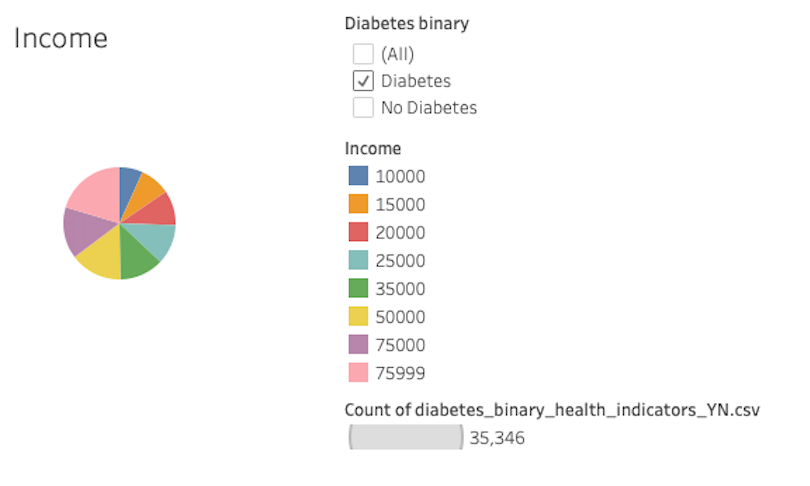 Income
Diabetes binary
(All)
Diabetes
No Diabetes
Income
10000
15000
20000
25000
35000
50000
75000
75999
Count of diabetes_binary_health_indicators_YN.csv
35,346